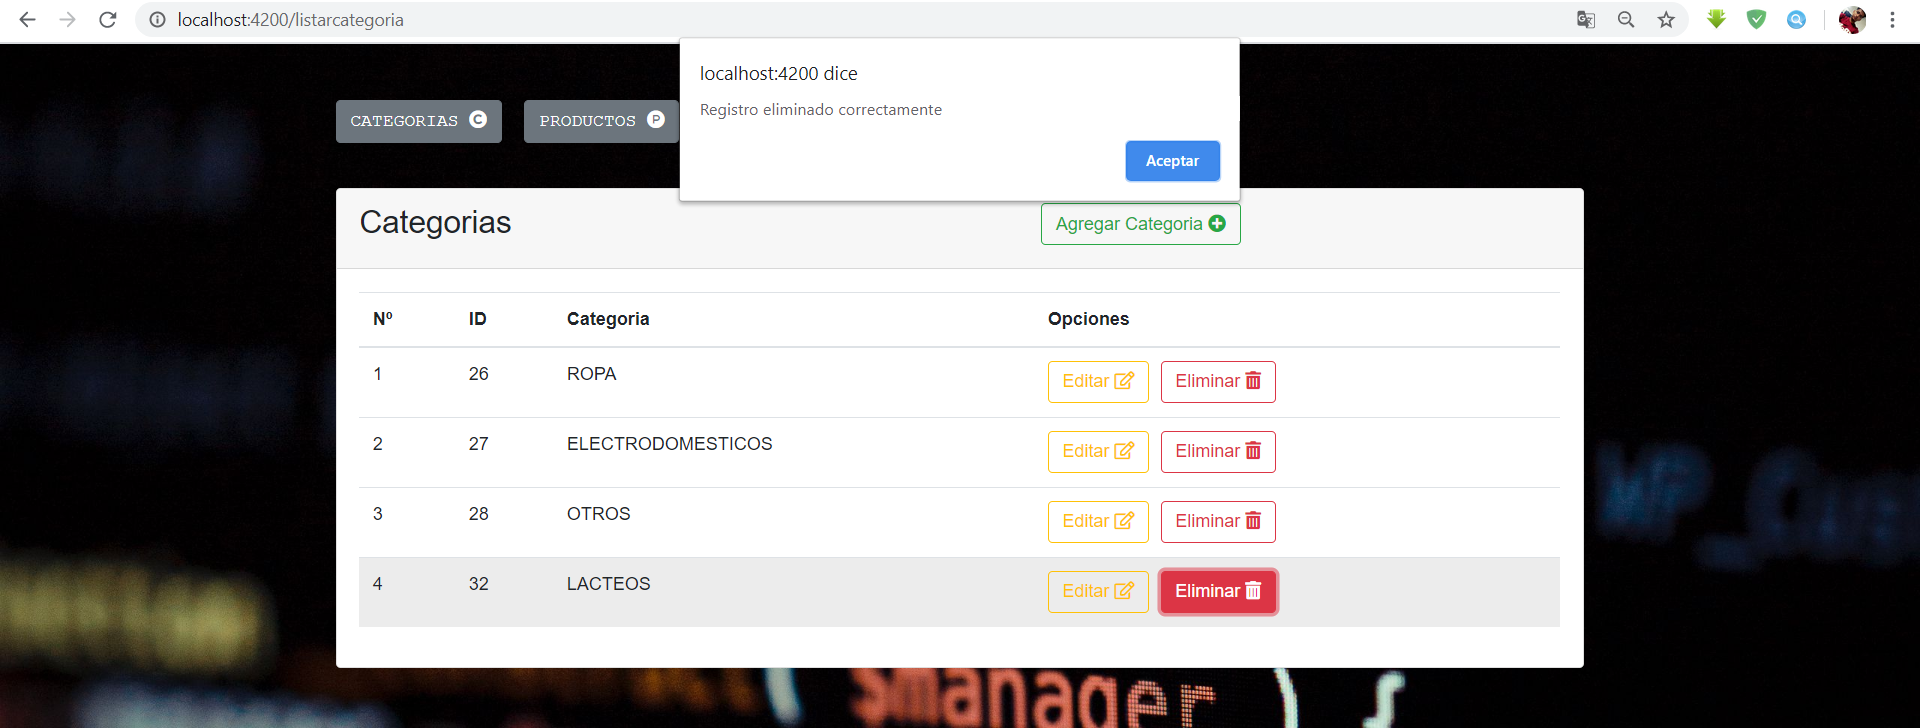 localhost:4200/listarcategoria
localhost:4200 dice
Registro eliminado correctamente
Aceptar
CATEGORIAS C
PRODUCTOS P
Categorias
Agregar Categoria
Nº ID Categoria Opciones
1 26 ROPA Editar Eliminar
2 27 ELECTRODOMESTICOS Editar Eliminar
3 28 OTROS Editar Eliminar
4 32 LACTEOS Editar Eliminar
$manager